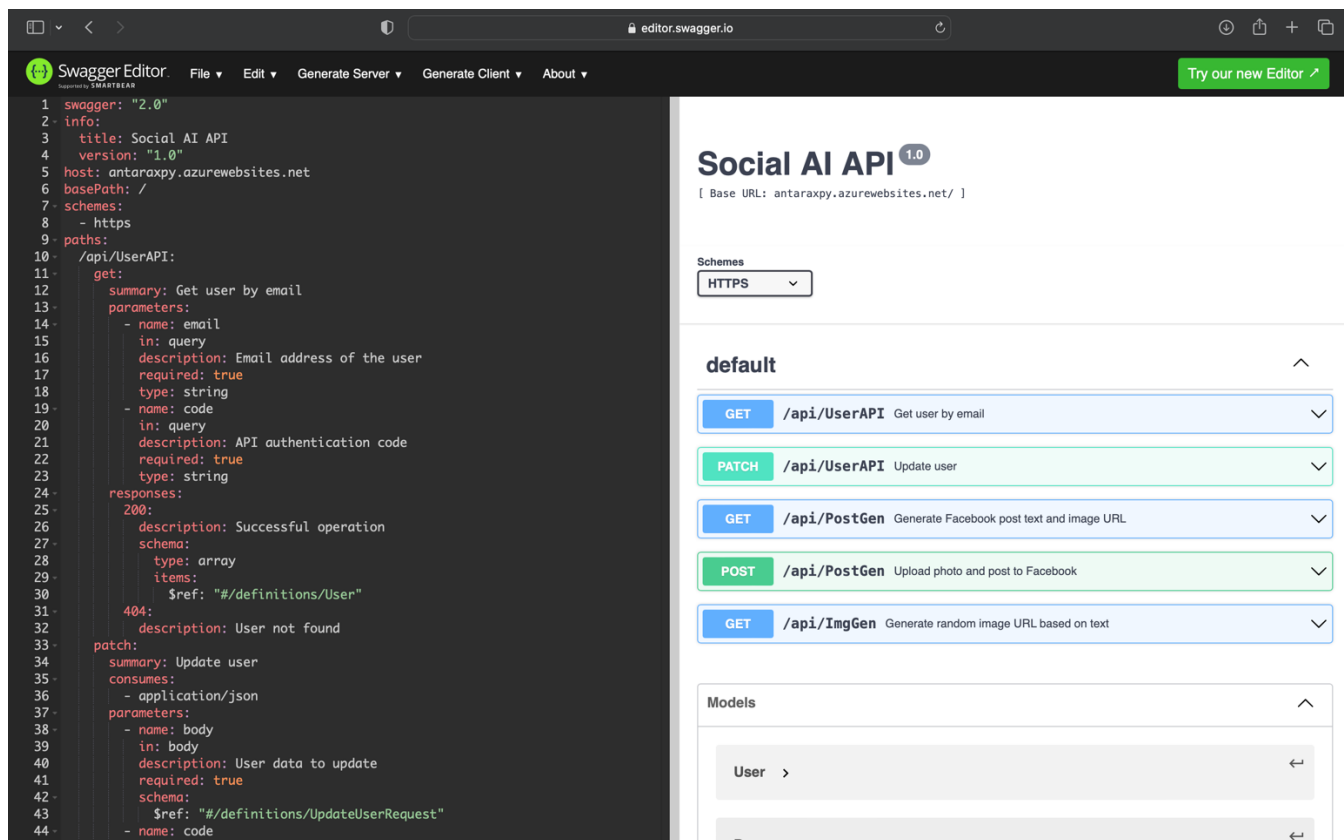 editor.swagger.io
Swagger Editor.
Supported by SMARTBEAR
File
Edit
Generate Server
Generate Client
About
Try our new Editor ↗
1 swagger: "2.0"
2 info:
3 title: Social AI API
4 version: "1.0"
5 host: antaraxpy.azurewebsites.net
6 basePath: /
7 schemes:
8 - https
9 paths:
10 /api/UserAPI:
11 get:
12 summary: Get user by email
13 parameters:
14 - name: email
15 in: query
16 description: Email address of the user
17 required: true
18 type: string
19 - name: code
20 in: query
21 description: API authentication code
22 required: true
23 type: string
24 responses:
25 200:
26 description: Successful operation
27 schema:
28 type: array
29 items:
30 $ref: "#/definitions/User"
31 404:
32 description: User not found
33 patch:
34 summary: Update user
35 consumes:
36 - application/json
37 parameters:
38 - name: body
39 in: body
40 description: User data to update
41 required: true
42 schema:
43 $ref: "#/definitions/UpdateUserRequest"
44 - name: code
Social AI API 1.0
[ Base URL: antaraxpy.azurewebsites.net/ ]
Schemes
HTTPS
default
GET /api/UserAPI Get user by email
PATCH /api/UserAPI Update user
GET /api/PostGen Generate Facebook post text and image URL
POST /api/PostGen Upload photo and post to Facebook
GET /api/ImgGen Generate random image URL based on text
Models
User